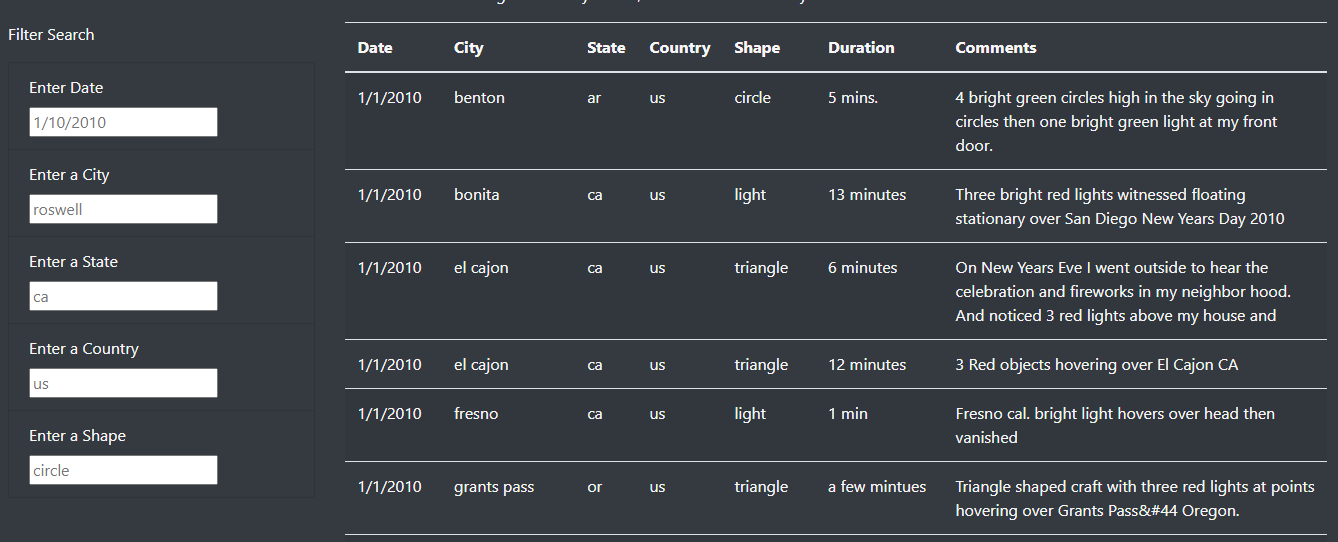 Filter Search
Enter Date
1/10/2010
Enter a City
roswell
Enter a State
ca
Enter a Country
us
Enter a Shape
circle
Date City State Country Shape Duration Comments
1/1/2010 benton ar us circle 5 mins. 4 bright green circles high in the sky going in
circles then one bright green light at my front
door.
1/1/2010 bonita ca us light 13 minutes Three bright red lights witnessed floating
stationary over San Diego New Years Day 2010
1/1/2010 el cajon ca us triangle 6 minutes On New Years Eve I went outside to hear the
celebration and fireworks in my neighbor hood.
And noticed 3 red lights above my house and
1/1/2010 el cajon ca us triangle 12 minutes 3 Red objects hovering over El Cajon CA
1/1/2010 fresno ca us light 1 min Fresno cal. bright light hovers over head then
vanished
1/1/2010 grants pass or us triangle a few mintues Triangle shaped craft with three red lights at points
hovering over Grants Pass&#44 Oregon.